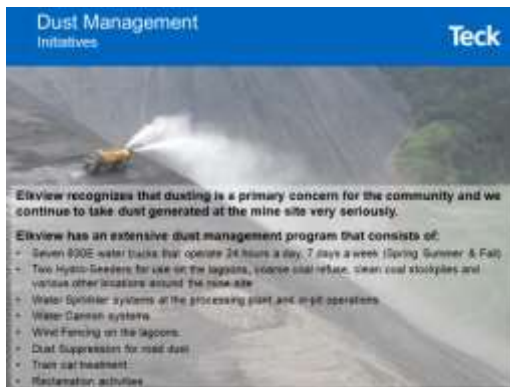 Dust Management
Initiatives
Teck
Elkview recognizes that dusting is a primary concern for the community and we
continue to take dust generated at the mine site very seriously.
Elkview has an extensive dust management program that consists of:
• Seven 830E water trucks that operate 24 hours a day, 7 days a week (Spring Summer & Fall)
• Two Hydro-Seeders for use on the lagoons, coarse coal refuse, clean coal stockpiles and
various other locations around the mine site
• Water Sprinkler systems at the processing plant and in-pit operations
• Water Cannon systems
• Wind Fencing on the lagoons.
• Dust Suppression for road dust
• Train car treatment
• Reclamation activities